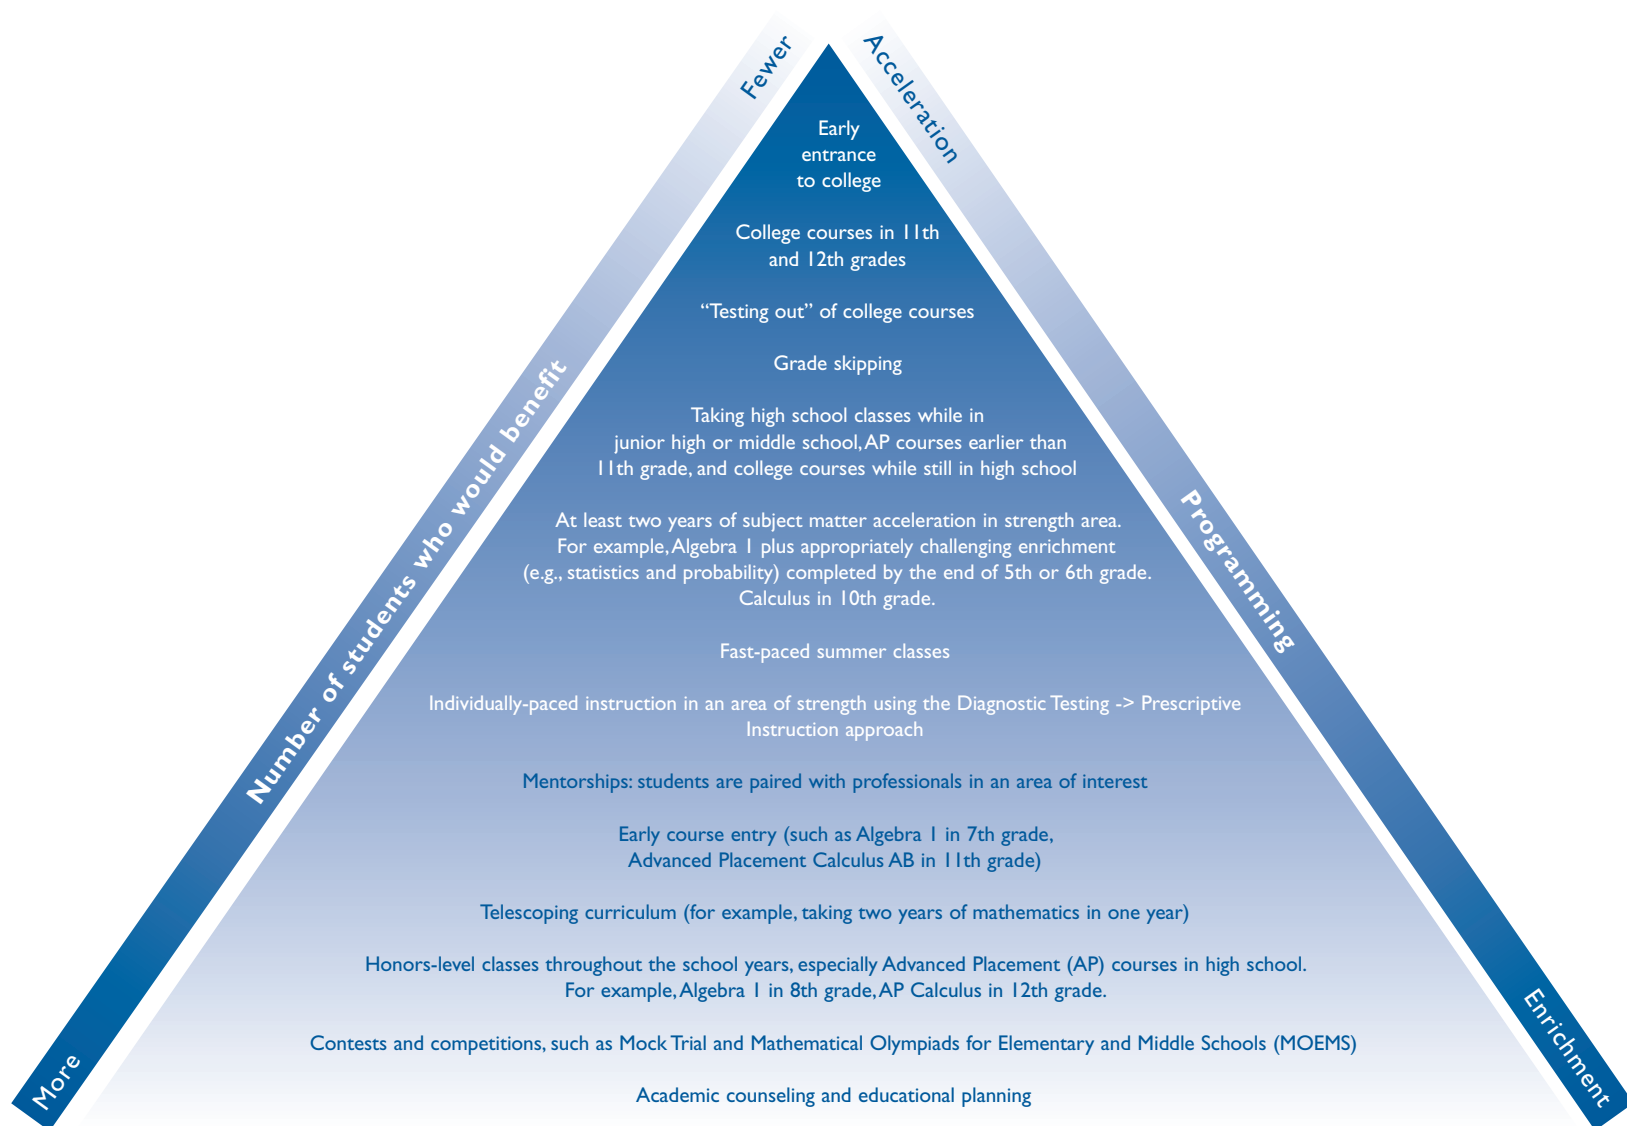 Fewer
Acceleration
Early
entrance
to college
College courses in 11th
and 12th grades
“Testing out” of college courses
Grade skipping
Taking high school classes while in
junior high or middle school, AP courses earlier than
11th grade, and college courses while still in high school
At least two years of subject matter acceleration in strength area.
For example, Algebra 1 plus appropriately challenging enrichment
(e.g., statistics and probability) completed by the end of 5th or 6th grade.
Calculus in 10th grade.
Fast-paced summer classes
Individually-paced instruction in an area of strength using the Diagnostic Testing -> Prescriptive
Instruction approach
Mentorships: students are paired with professionals in an area of interest
Early course entry (such as Algebra 1 in 7th grade,
Advanced Placement Calculus AB in 11th grade)
Telescoping curriculum (for example, taking two years of mathematics in one year)
Honors-level classes throughout the school years, especially Advanced Placement (AP) courses in high school.
For example, Algebra 1 in 8th grade, AP Calculus in 12th grade.
Contests and competitions, such as Mock Trial and Mathematical Olympiads for Elementary and Middle Schools (MOEMS)
Academic counseling and educational planning
Number of students who would benefit
Programming
More
Enrichment